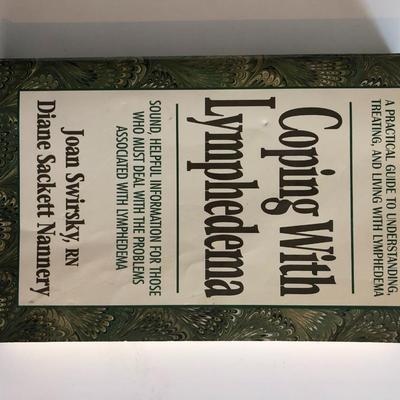 A PRACTICAL GUIDE TO UNDERSTANDING,
TREATING, AND LIVING WITH LYMPHEDEMA
Coping With
Lymphedema
SOUND, HELPFUL INFORMATION FOR THOSE
WHO MUST DEAL WITH THE PROBLEMS
ASSOCIATED WITH LYMPHEDEMA
Joan Swirsky, RN
Diane Sackett Nannery